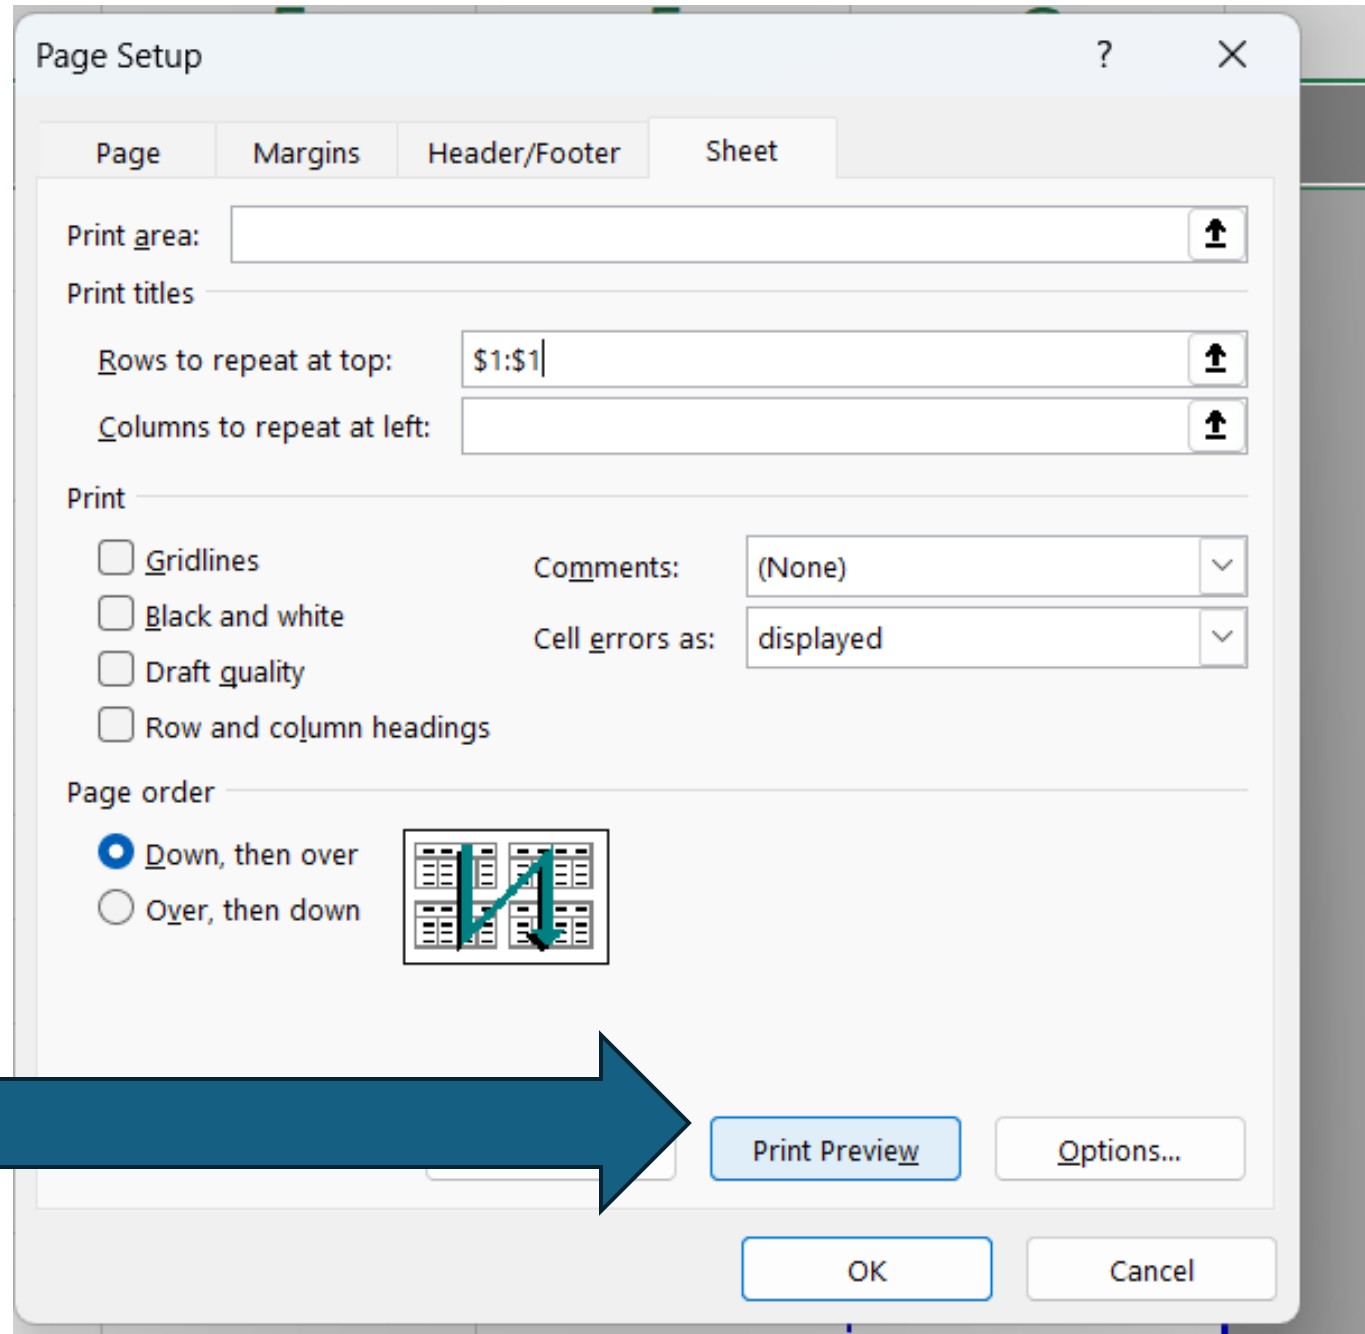 Page Setup ?
Page Margins Header/Footer Sheet
Print area:
Print titles
Rows to repeat at top: $1:$1
Columns to repeat at left:
Print
Gridlines
Comments: (None)
Black and white
Cell errors as: displayed
Draft quality
Row and column headings
Page order
Down, then over
Over, then down
Print Preview Options...
OK Cancel